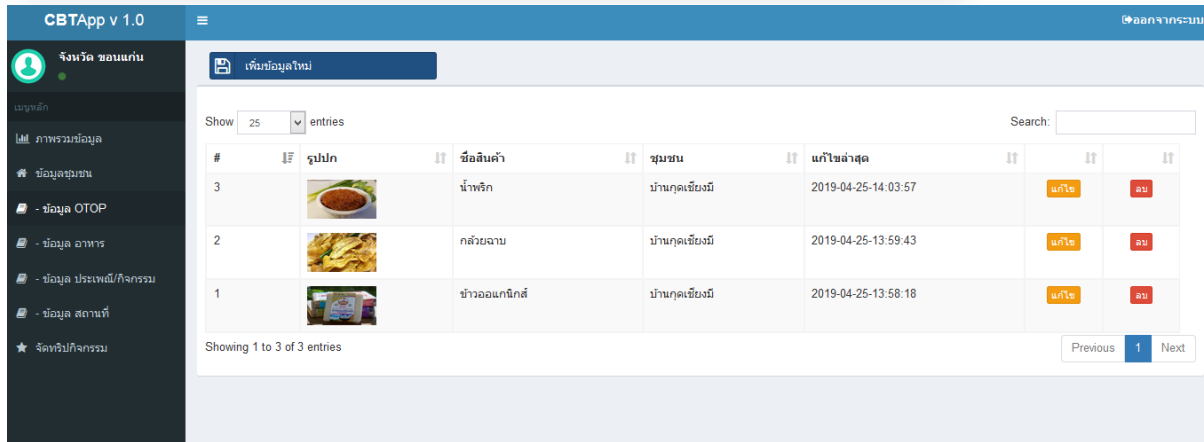 CBTApp v 1.0
ออกจากระบบ
จังหวัด ขอนแก่น
เมนูหลัก
ภาพรวมข้อมูล
ข้อมูลชุมชน
- ข้อมูล OTOP
- ข้อมูล อาหาร
- ข้อมูล ประเพณี/กิจกรรม
- ข้อมูล สถานที่
จัดทริปกิจกรรม
เพิ่มข้อมูลใหม่
Show 25 entries
Search:
# รูปปก ชื่อสินค้า ชุมชน แก้ไขล่าสุด
3 น้ำพริก บ้านกุดเชียงมี 2019-04-25-14:03:57 แก้ไข ลบ
2 กล้วยฉาบ บ้านกุดเชียงมี 2019-04-25-13:59:43 แก้ไข ลบ
1 ข้าวออแกนิกส์ บ้านกุดเชียงมี 2019-04-25-13:58:18 แก้ไข ลบ
Showing 1 to 3 of 3 entries
Previous 1 Next